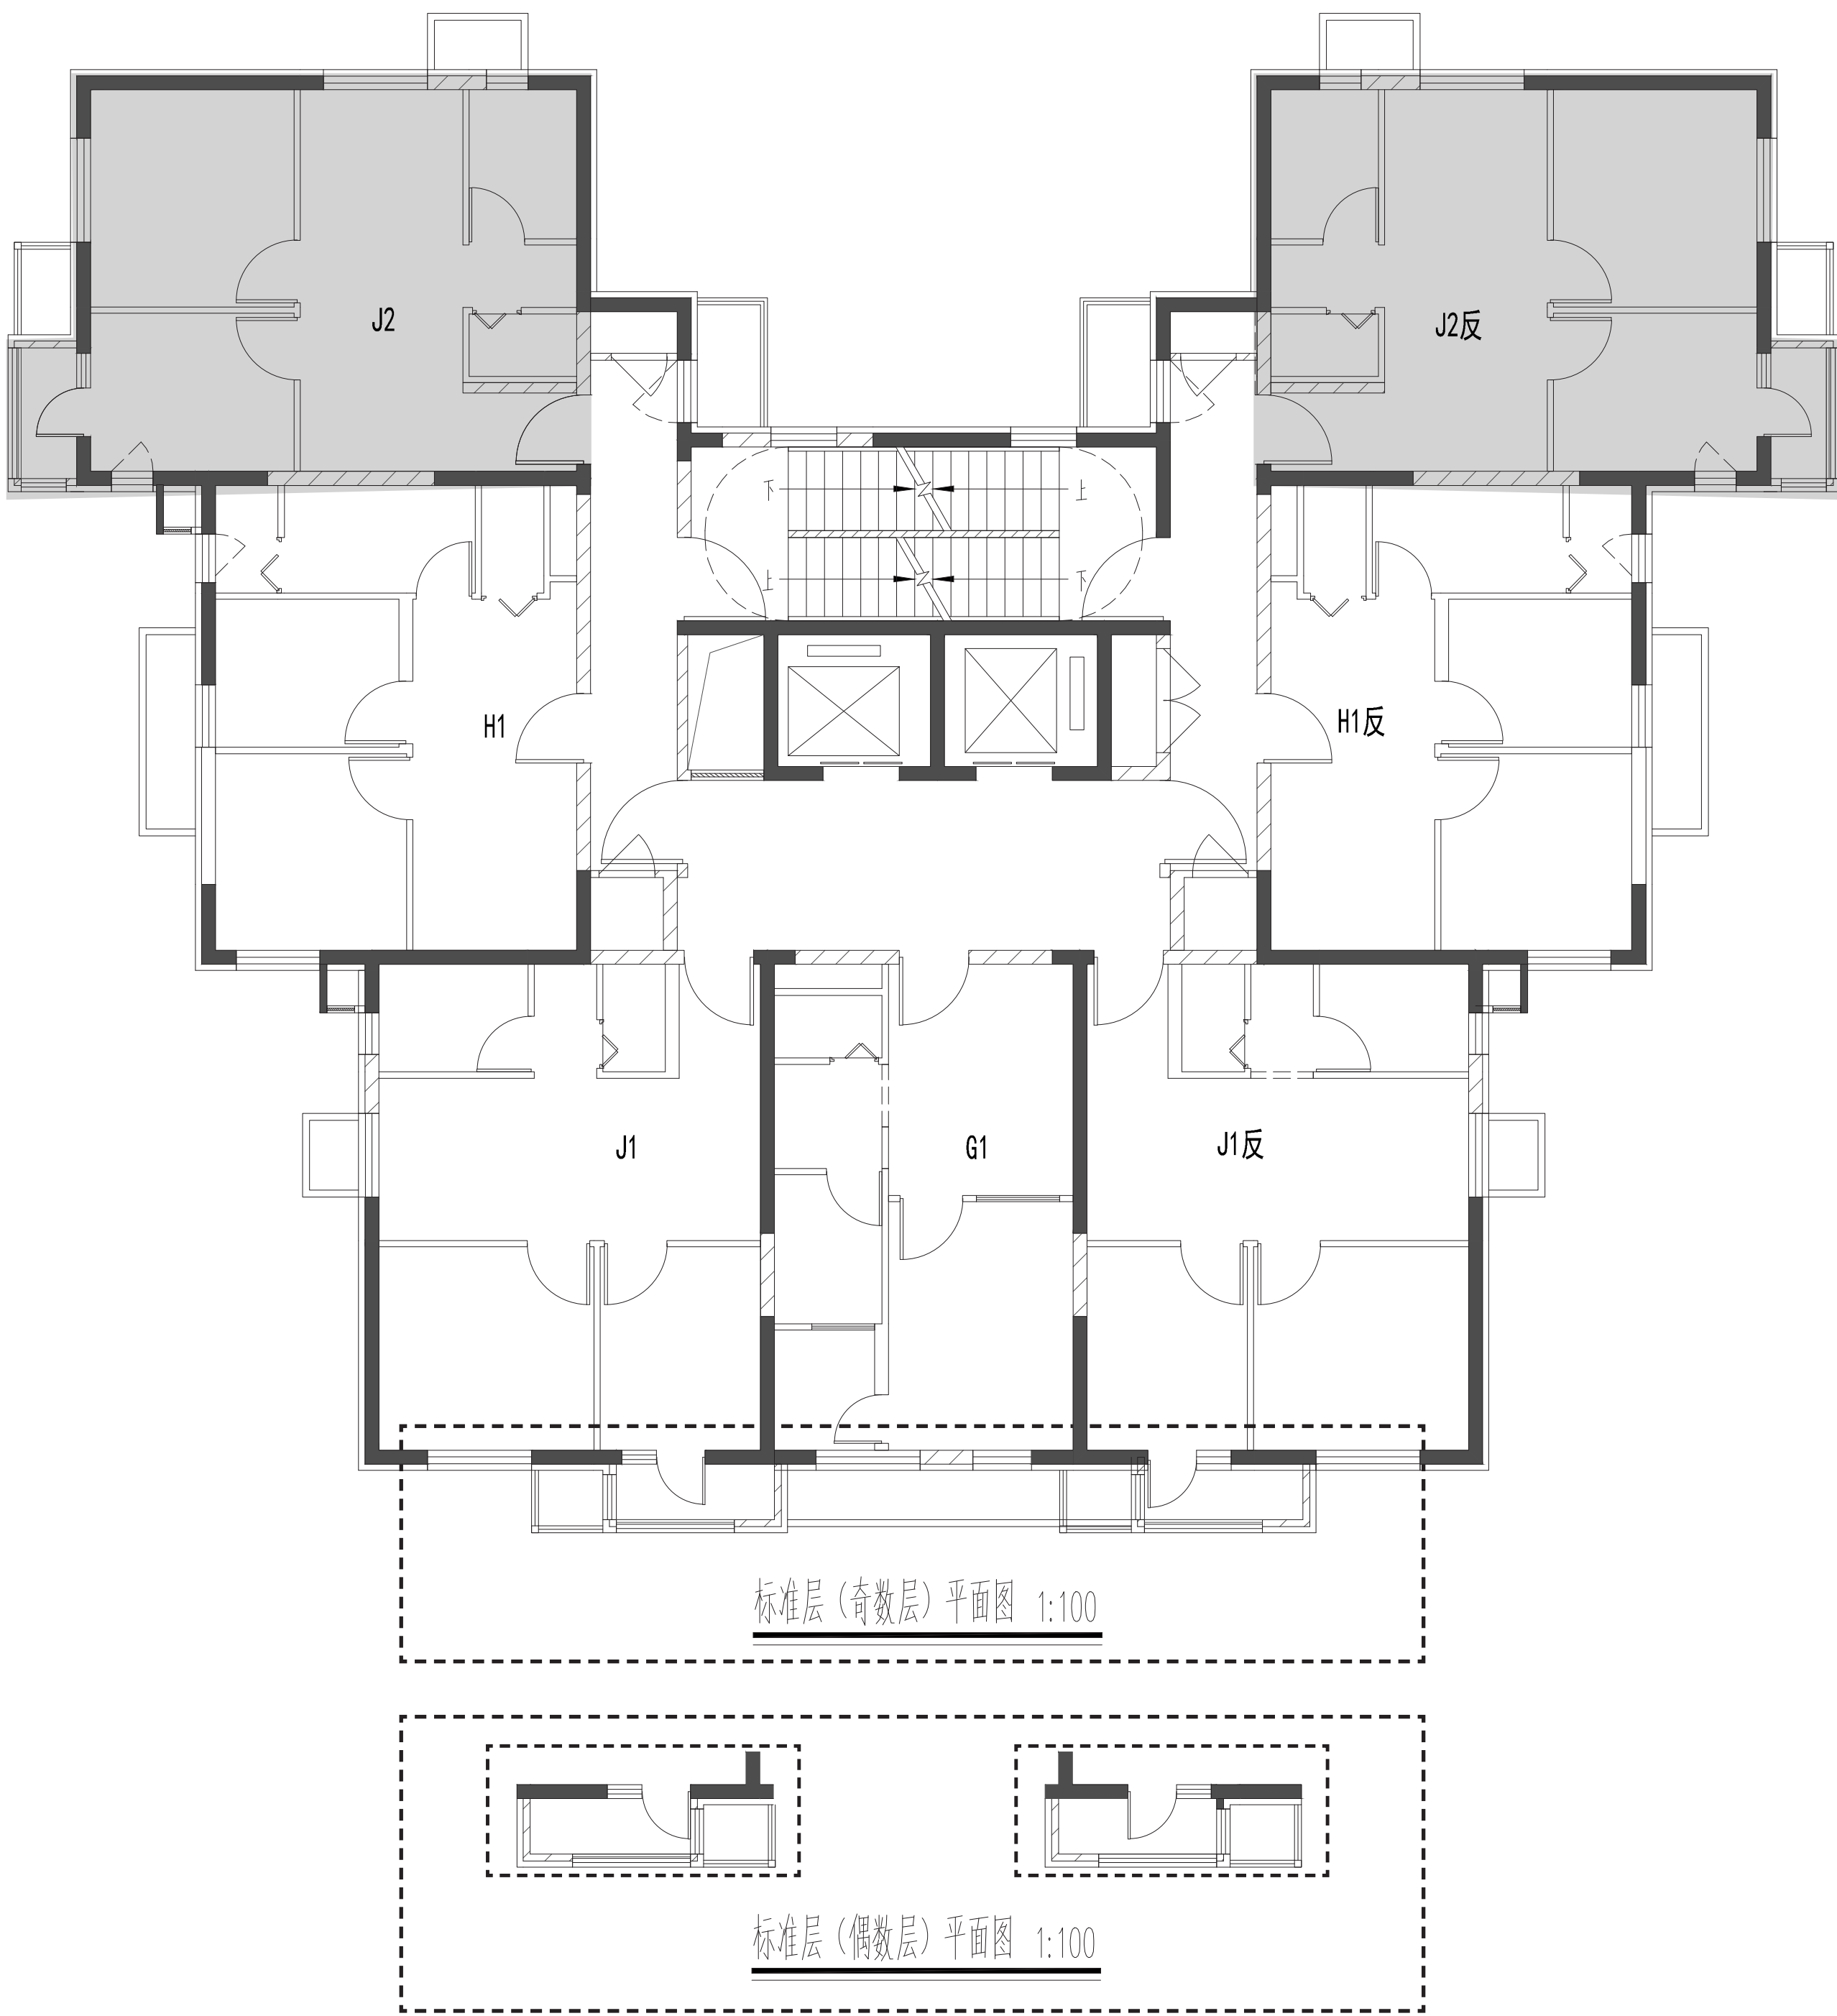 J2
J2反
下
上
上
下
H1
H1反
J1
G1
J1反
标准层（奇数层）平面图 1:100
标准层（偶数层）平面图 1:100